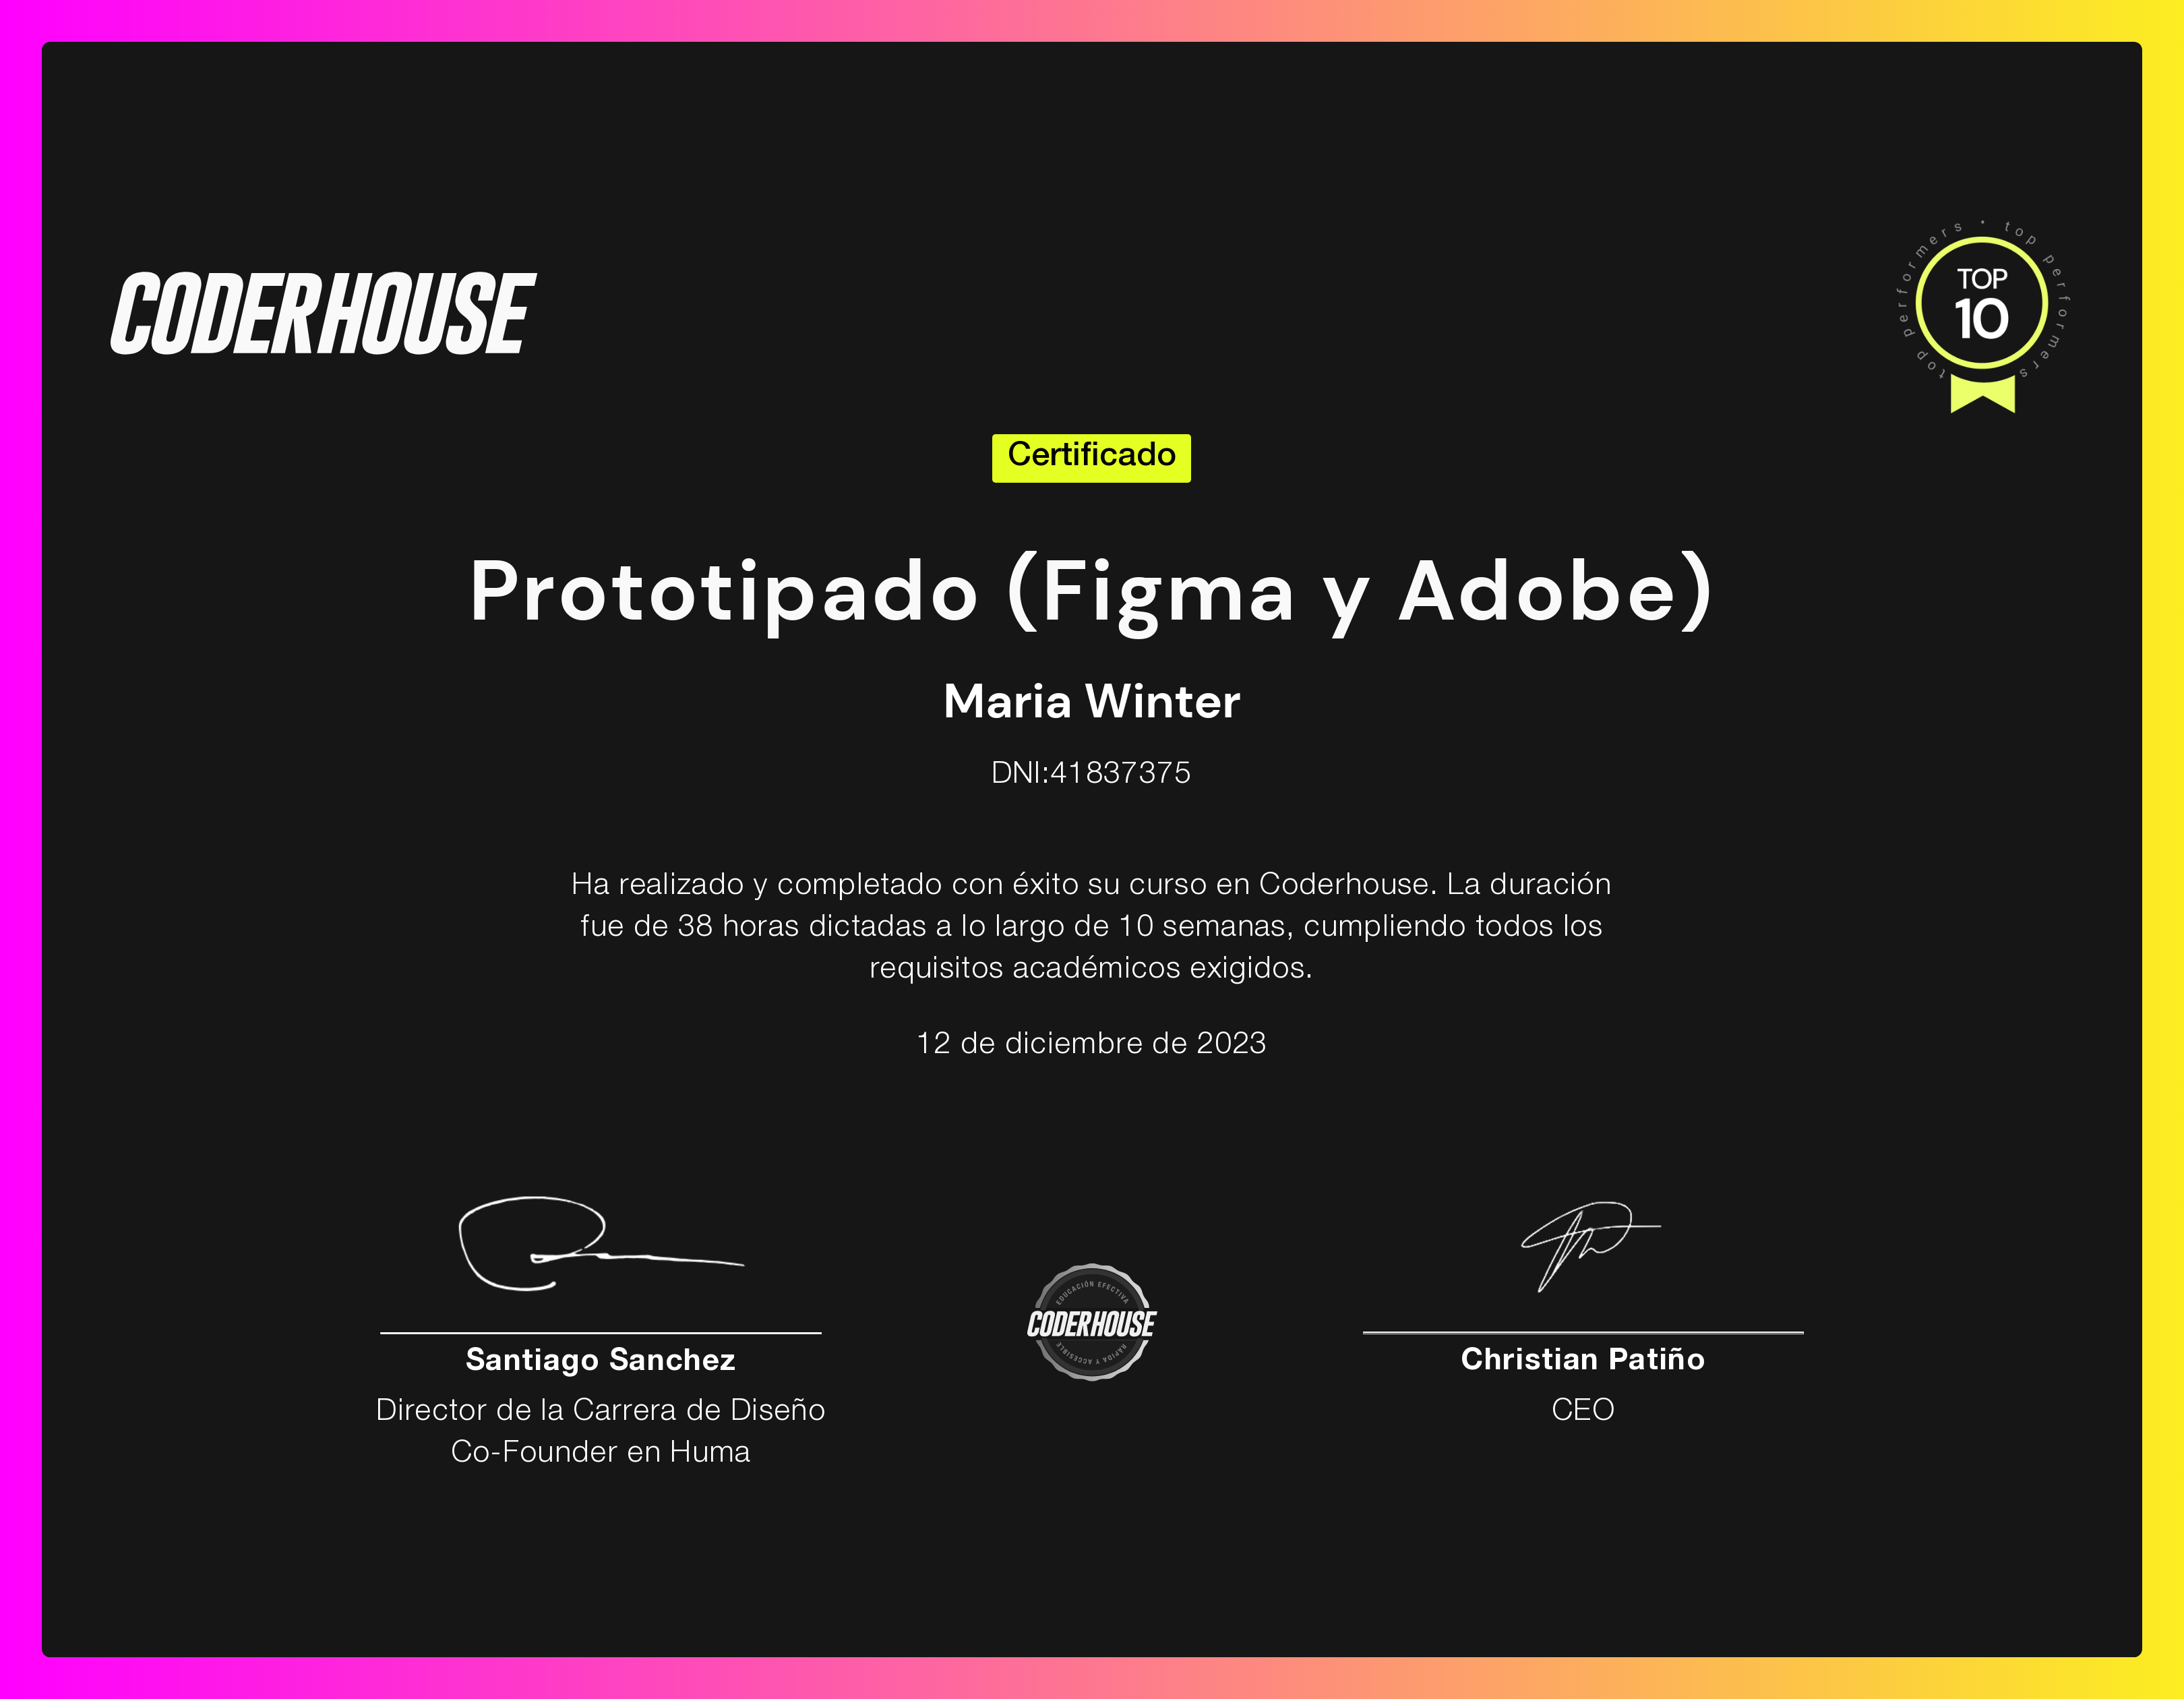 CODERHOUSE
top performers • top performers
TOP
10
Certificado
Prototipado (Figma y Adobe)
Maria Winter
DNI:41837375
Ha realizado y completado con éxito su curso en Coderhouse. La duración
fue de 38 horas dictadas a lo largo de 10 semanas, cumpliendo todos los
requisitos académicos exigidos.
12 de diciembre de 2023
EDUCACIÓN EFECTIVA
CODERHOUSE
RÁPIDA Y ACCESIBLE
Santiago Sanchez
Director de la Carrera de Diseño
Co-Founder en Huma
Christian Patiño
CEO